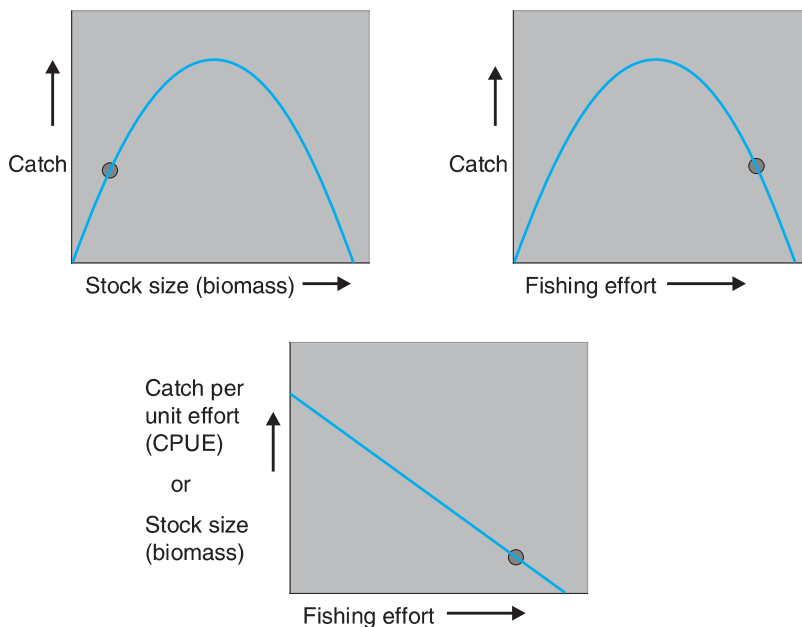 Catch
Stock size (biomass)
Catch
Fishing effort
Catch per
unit effort
(CPUE)
or
Stock size
(biomass)
Fishing effort